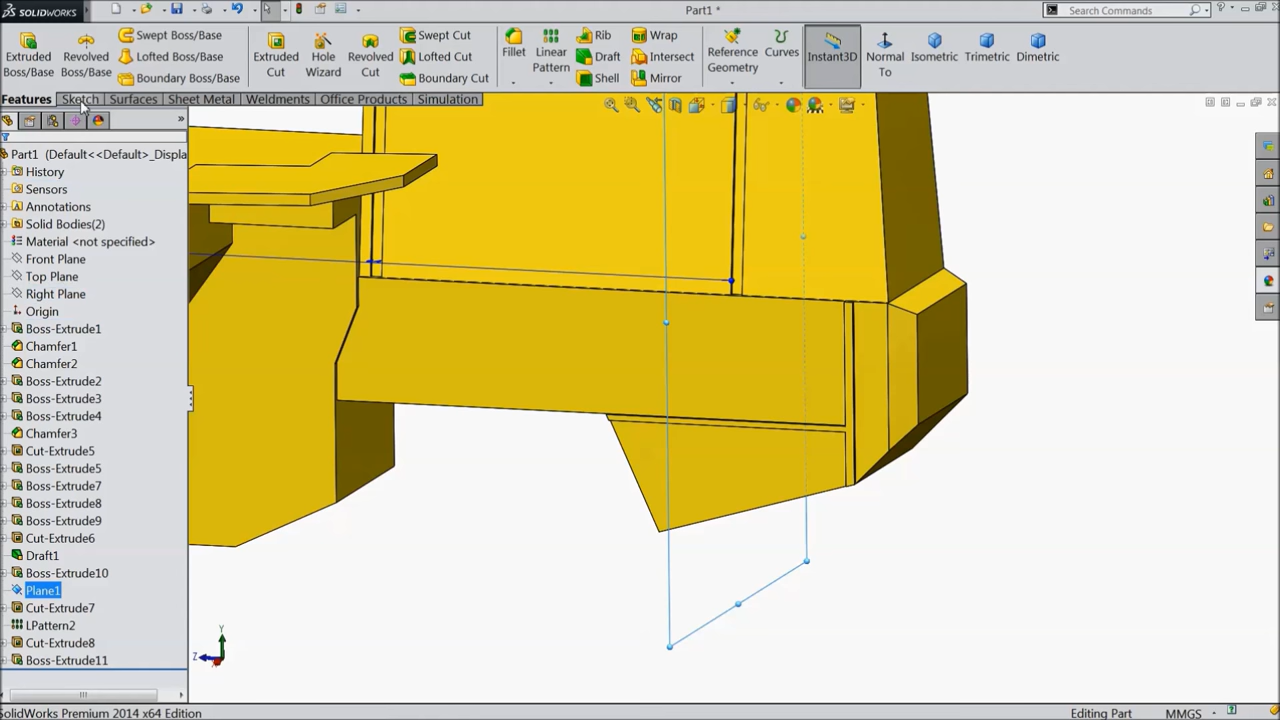 SOLIDWORKS
Part1 *
Search Commands
Extruded Boss/Base
Revolved Boss/Base
Swept Boss/Base
Lofted Boss/Base
Boundary Boss/Base
Extruded Cut
Hole Wizard
Revolved Cut
Swept Cut
Lofted Cut
Boundary Cut
Fillet
Linear Pattern
Rib
Draft
Shell
Wrap
Intersect
Mirror
Reference Geometry
Curves
Instant3D
Normal To
Isometric
Trimetric
Dimetric
Features
Sketch
Surfaces
Sheet Metal
Weldments
Office Products
Simulation
Part1 (Default<<Default>_Displa
History
Sensors
Annotations
Solid Bodies(2)
Material <not specified>
Front Plane
Top Plane
Right Plane
Origin
Boss-Extrude1
Chamfer1
Chamfer2
Boss-Extrude2
Boss-Extrude3
Boss-Extrude4
Chamfer3
Cut-Extrude5
Boss-Extrude5
Boss-Extrude7
Boss-Extrude8
Boss-Extrude9
Cut-Extrude6
Draft1
Boss-Extrude10
Plane1
Cut-Extrude7
LPattern2
Cut-Extrude8
Boss-Extrude11
Y
Z
SolidWorks Premium 2014 x64 Edition
Editing Part
MMGS